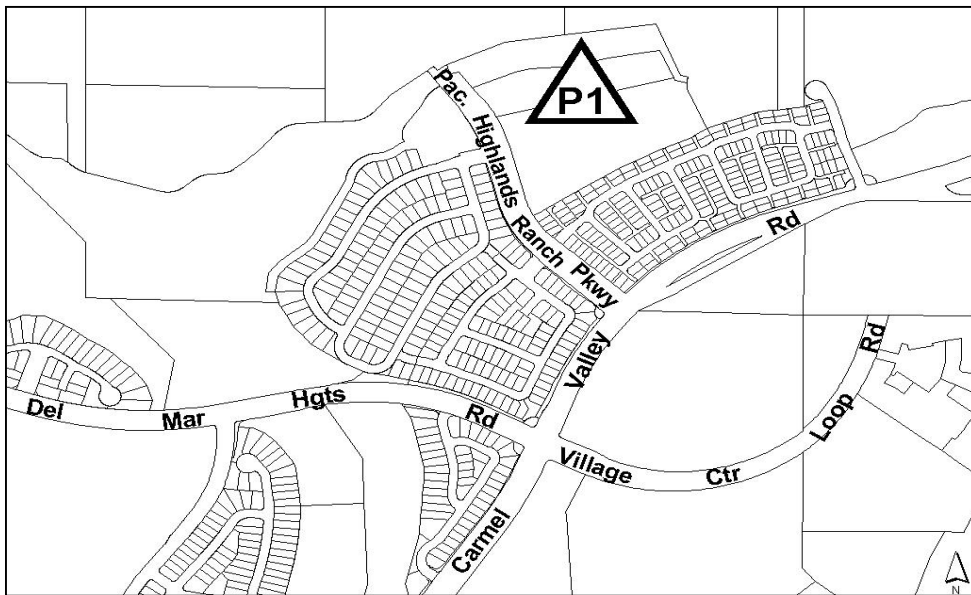 P1
Pac. Highlands Ranch Pkwy
Carmel Valley Rd
Del Mar Hgts Rd
Village Ctr Loop Rd
N